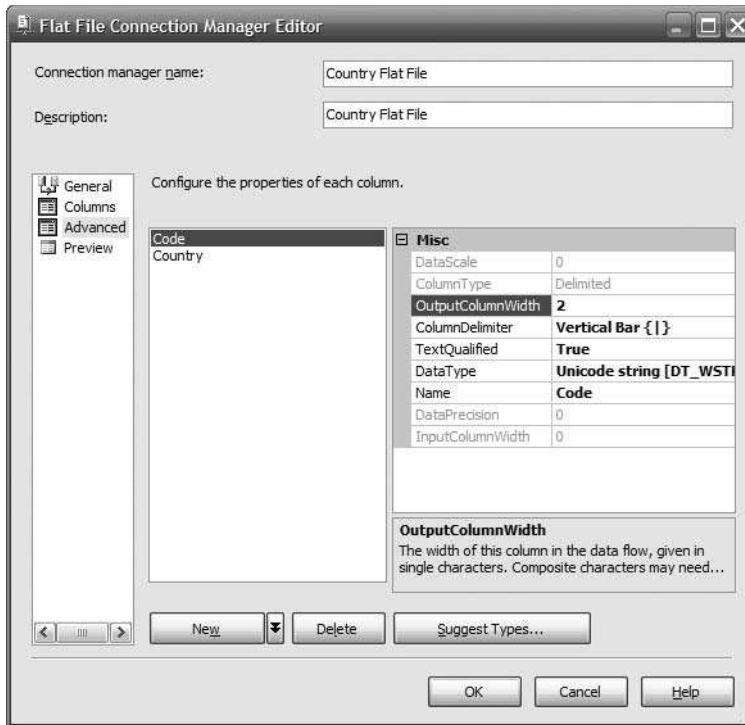 Flat File Connection Manager Editor
Connection manager name: Country Flat File
Description: Country Flat File
General
Columns
Advanced
Preview
Configure the properties of each column.
Code
Country
Misc
DataScale 0
ColumnType Delimited
OutputColumnWidth 2
ColumnDelimiter Vertical Bar {|}
TextQualified True
DataType Unicode string [DT_WSTI
Name Code
DataPrecision 0
InputColumnWidth 0
OutputColumnWidth
The width of this column in the data flow, given in
single characters. Composite characters may need...
New Delete Suggest Types...
OK Cancel Help